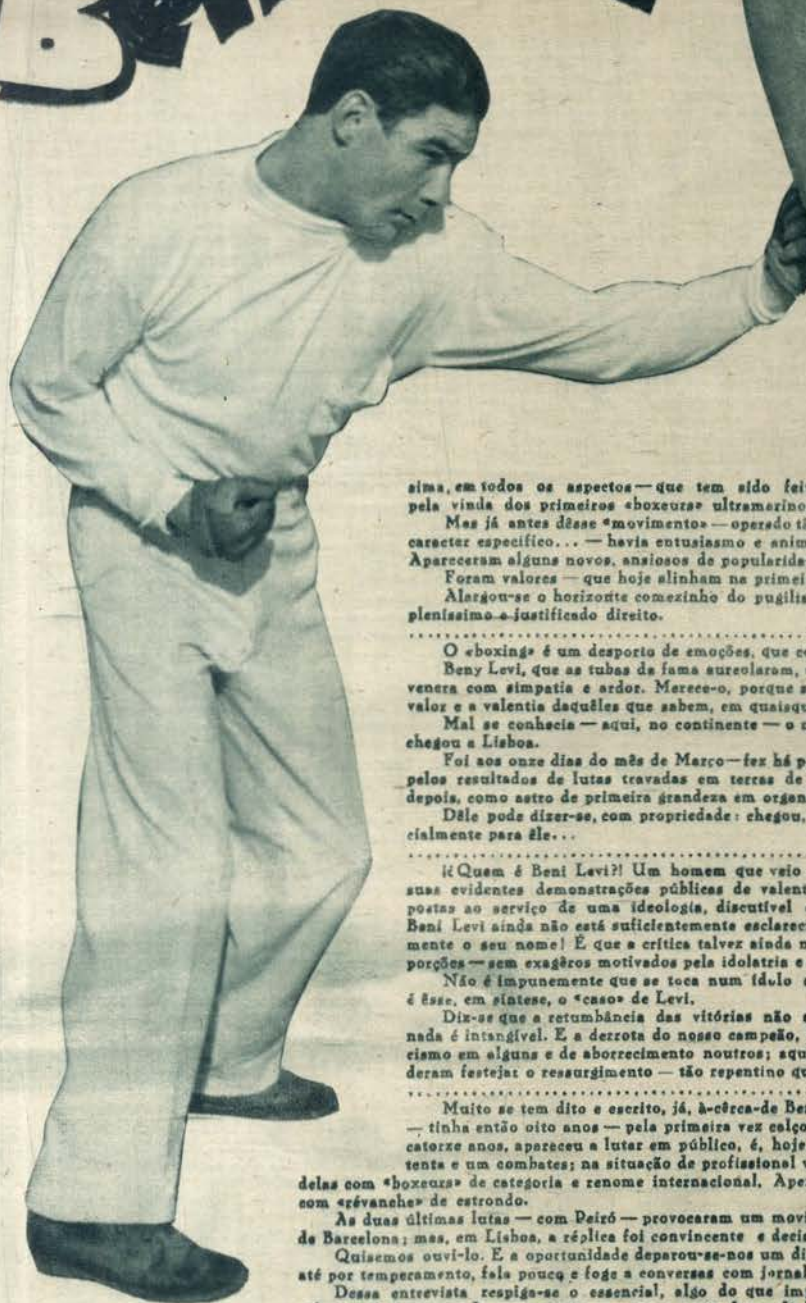 sima, em todos os aspectos — que tem sido fei
pela vinda dos primeiros «boxeurs» ultramarino
Mas já antes dêsse «movimento» — operado tã
caracter específico... — havia entusiasmo e anim
Apareceram alguns novos, ansiosos de popularida
Foram valores — que hoje alinham na primei
Alargou-se o horizonte comezinho do pugilis
plenissimo e justificado direito.
O «boxing» é um desporto de emoções, que c
Beny Levi, que as tubas da fama aureolaram,
venera com simpatia e ardor. Merece-o, porque
valor e a valentia daquêles que sabem, em quaisqu
Mal se conhecia — aqui, no continente — o
chegou a Lisboa.
Foi aos onze dias do mês de Março — fez há p
pelos resultados de lutas travadas em terras de
depois, como astro de primeira grandeza em organ
Dêle pode dizer-se, com propriedade: chegou,
cialmente para êle...
¡¿Quem é Beni Levi?! Um homem que veio
suas evidentes demonstrações públicas de valent
postas ao serviço de uma ideologia, discutível
Beni Levi ainda não está suficientemente esclarec
mente o seu nome! É que a crítica talvez ainda n
porções — sem exagêros motivados pela idolatria e
Não é impunemente que se toca num ídolo
é êsse, em síntese, o «caso» de Levi.
Diz-se que a retumbância das vitórias não
nada é intangível. E a derrota do nosso campeão,
cismo em alguns e de aborrecimento noutros; aqu
deram festejar o ressurgimento — tão repentino qu
Muito se tem dito e escrito, já, à-cêrca-de Be
— tinha então oito anos — pela primeira vez calço
catorze anos, apareceu a lutar em público, é, hoje
tenta e um combates; na situação de profissional v
delas com «boxeurs» de categoria e renome internacional. Ape
com «révanche» de estrondo.
As duas últimas lutas — com Peiró — provocaram um movi
de Barcelona; mas, em Lisboa, a réplica foi convincente e deci
Quisemos ouvi-lo. E a oportunidade deparou-se-nos um di
até por temperamento, fala pouco e foge a conversas com jornal
Dessa entrevista respiga-se o essencial, algo do que im